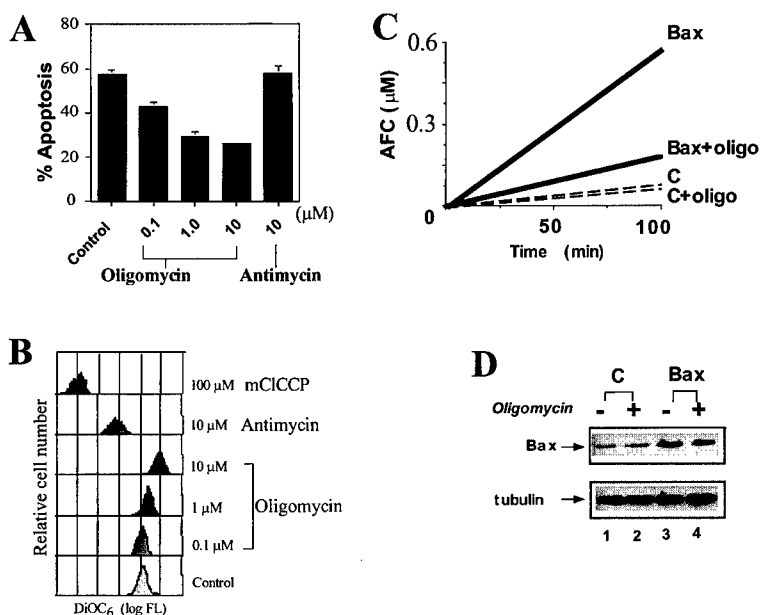 A
% Apoptosis
80
60
40
20
0
Control
0.1
1.0
10
10
(μM)
Oligomycin
Antimycin
B
Relative cell number
100 μM mClCCP
10 μM Antimycin
10 μM
1 μM
0.1 μM
Oligomycin
Control
DiOC6 (log FL)
C
AFC (μM)
0.6
0.3
0
50
100
Time (min)
Bax
Bax+oligo
C
C+oligo
D
C Bax
Oligomycin - + - +
Bax
tubulin
1 2 3 4